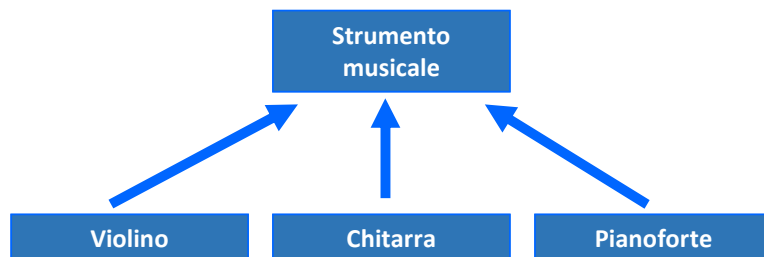 Strumento
musicale
Violino
Chitarra
Pianoforte